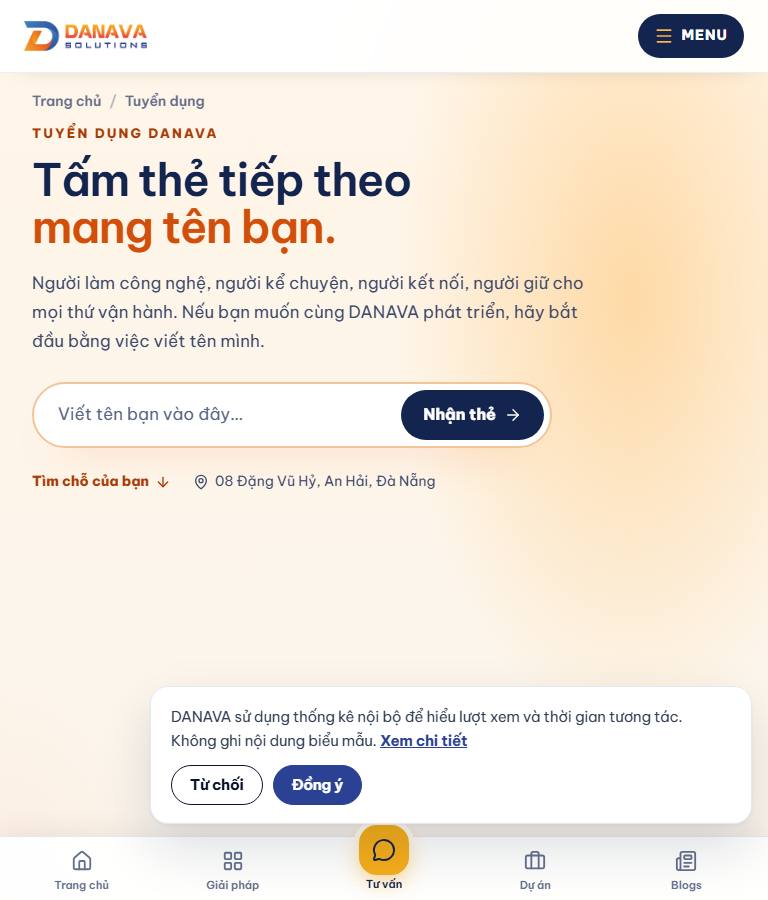 DANAVA
SOLUTIONS
MENU
Trang chủ / Tuyển dụng
TUYỂN DỤNG DANAVA
Tấm thẻ tiếp theo
mang tên bạn.
Người làm công nghệ, người kể chuyện, người kết nối, người giữ cho
mọi thứ vận hành. Nếu bạn muốn cùng DANAVA phát triển, hãy bắt
đầu bằng việc viết tên mình.
Viết tên bạn vào đây...
Nhận thẻ →
Tìm chỗ của bạn ↓
08 Đặng Vũ Hỷ, An Hải, Đà Nẵng
DANAVA sử dụng thống kê nội bộ để hiểu lượt xem và thời gian tương tác.
Không ghi nội dung biểu mẫu. Xem chi tiết
Từ chối
Đồng ý
Trang chủ
Giải pháp
Tư vấn
Dự án
Blogs